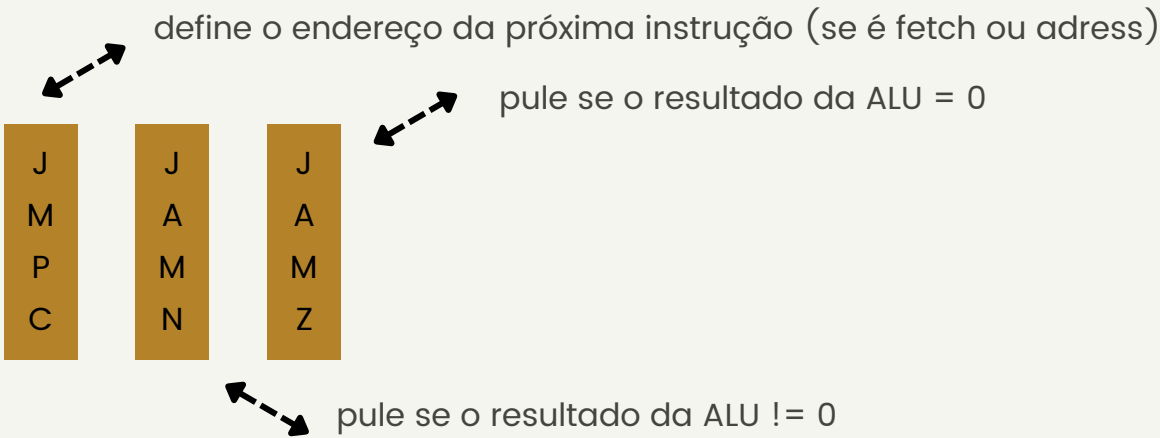 define o endereço da próxima instrução (se é fetch ou adress)
pule se o resultado da ALU = 0
J
M
P
C
J
A
M
N
J
A
M
Z
pule se o resultado da ALU != 0